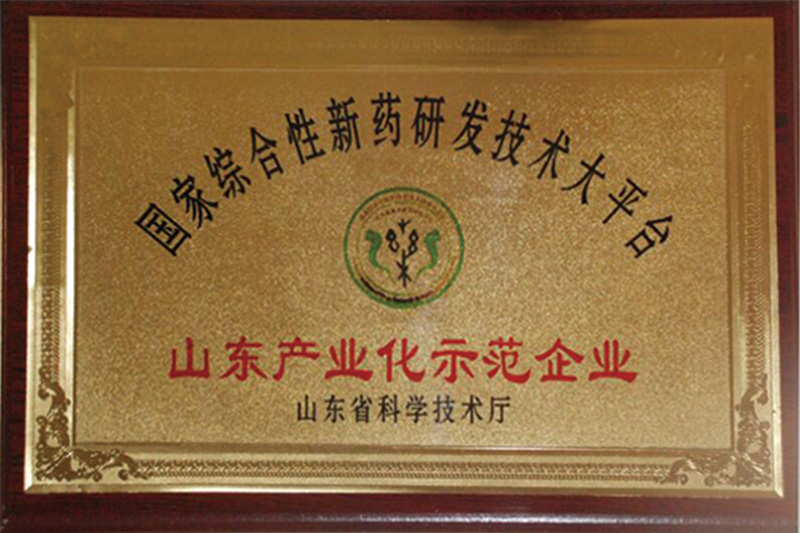 国家综合性新药研发技术大平台
山东产业化示范企业
山东省科学技术厅